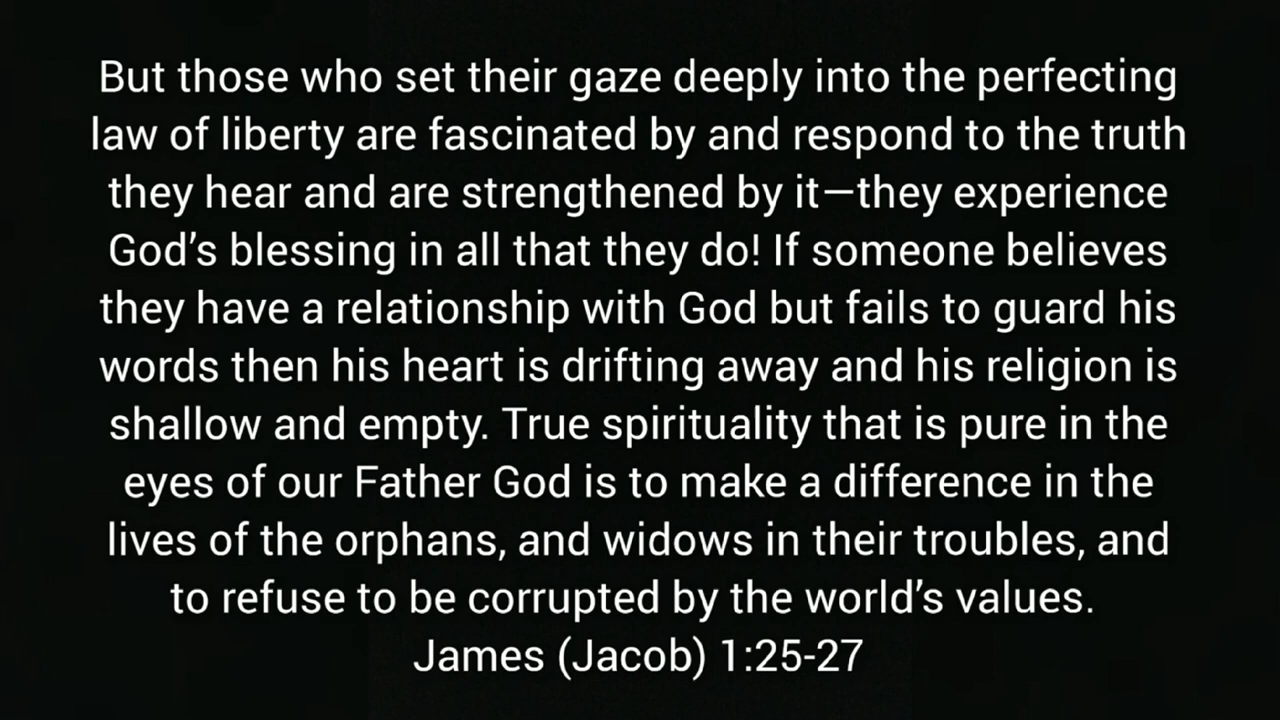 But those who set their gaze deeply into the perfecting
law of liberty are fascinated by and respond to the truth
they hear and are strengthened by it—they experience
God’s blessing in all that they do! If someone believes
they have a relationship with God but fails to guard his
words then his heart is drifting away and his religion is
shallow and empty. True spirituality that is pure in the
eyes of our Father God is to make a difference in the
lives of the orphans, and widows in their troubles, and
to refuse to be corrupted by the world’s values.
James (Jacob) 1:25-27